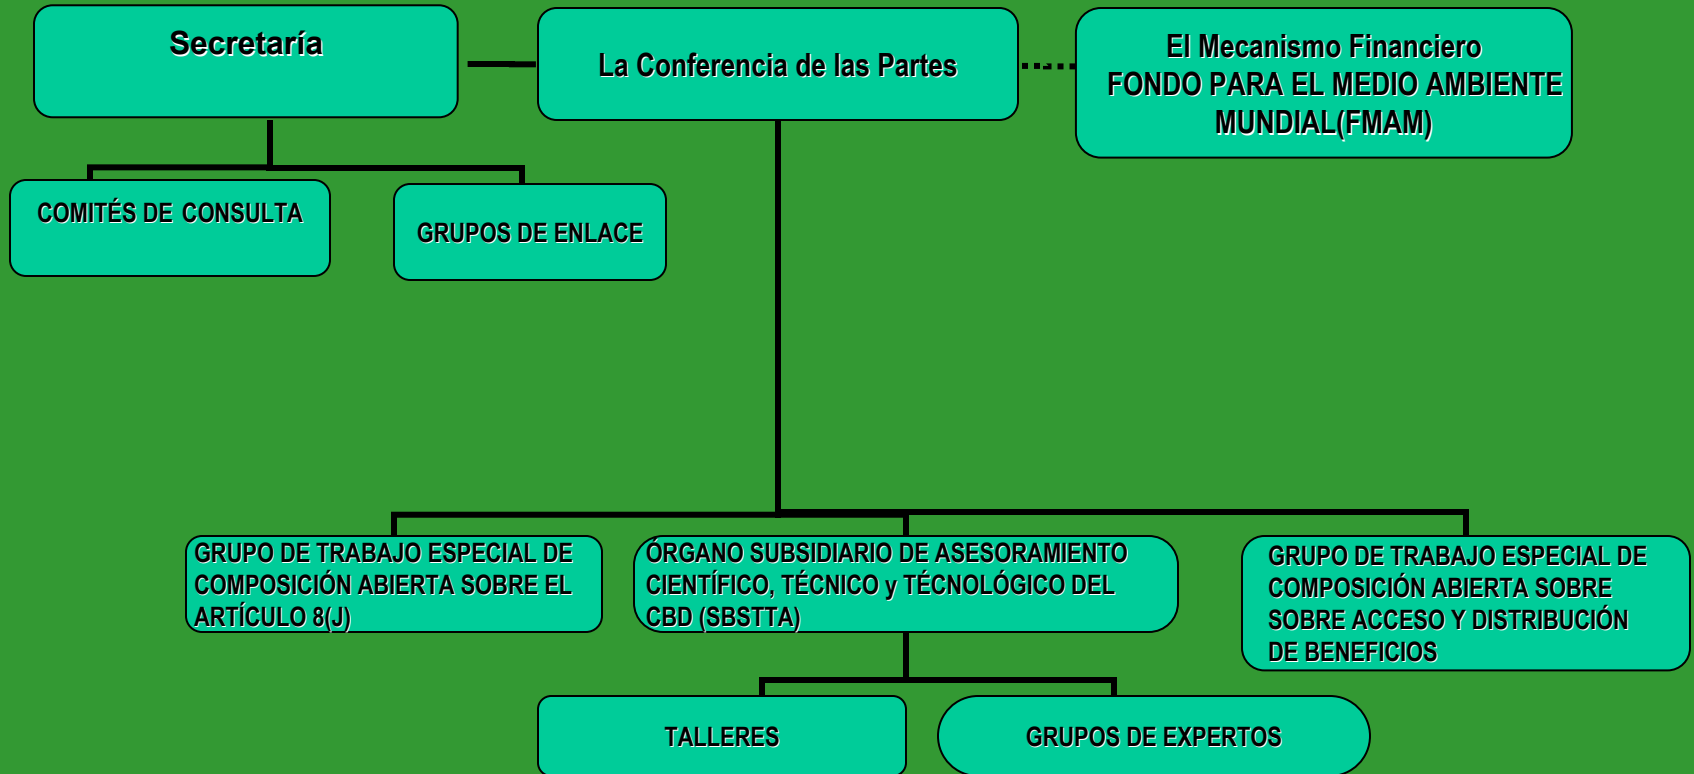 Secretaría
La Conferencia de las Partes
El Mecanismo Financiero
FONDO PARA EL MEDIO AMBIENTE
MUNDIAL(FMAM)
COMITÉS DE CONSULTA
GRUPOS DE ENLACE
GRUPO DE TRABAJO ESPECIAL DE
COMPOSICIÓN ABIERTA SOBRE EL
ARTÍCULO 8(J)
ÓRGANO SUBSIDIARIO DE ASESORAMIENTO
CIENTÍFICO, TÉCNICO y TÉCNOLÓGICO DEL
CBD (SBSTTA)
GRUPO DE TRABAJO ESPECIAL DE
COMPOSICIÓN ABIERTA SOBRE
SOBRE ACCESO Y DISTRIBUCIÓN
DE BENEFICIOS
TALLERES
GRUPOS DE EXPERTOS